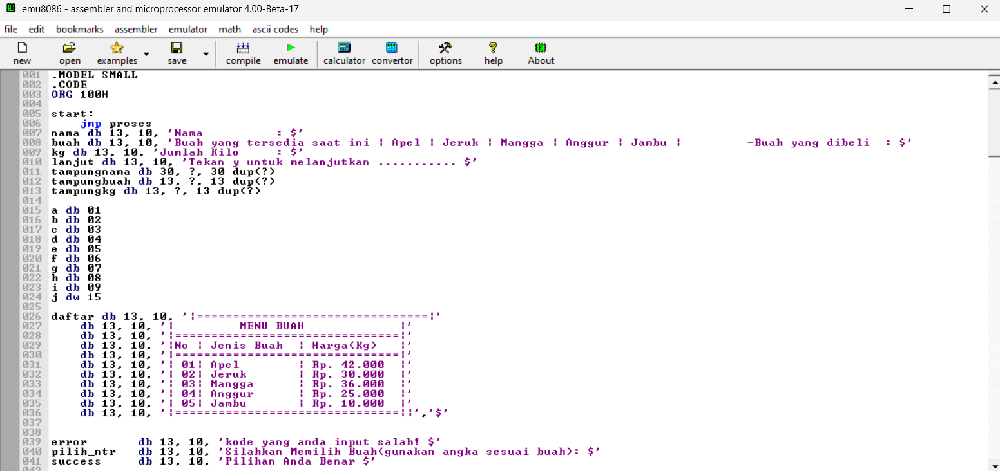 emu8086 - assembler and microprocessor emulator 4.00-Beta-17
file edit bookmarks assembler emulator math ascii codes help
new open examples save compile emulate calculator convertor options help About
001 .MODEL SMALL
002 .CODE
003 ORG 100H
004
005 start:
006     jmp proses
007 nama db 13, 10, 'Nama          : $'
008 buah db 13, 10, 'Buah yang tersedia saat ini ¦ Apel ¦ Jeruk ¦ Mangga ¦ Anggur ¦ Jambu ¦         -Buah yang dibeli  : $'
009 kg db 13, 10, 'Jumlah Kilo     : $'
010 lanjut db 13, 10, 'Tekan y untuk melanjutkan ........... $'
011 tampungnama db 30, ?, 30 dup(?)
012 tampungbuah db 13, ?, 13 dup(?)
013 tampungkg db 13, ?, 13 dup(?)
014
015 a db 01
016 b db 02
017 c db 03
018 d db 04
019 e db 05
020 f db 06
021 g db 07
022 h db 08
023 i db 09
024 j dw 15
025
026 daftar db 13, 10, '¦================================¦'
027     db 13, 10, '¦         MENU BUAH              ¦'
028     db 13, 10, '¦===============================¦'
029     db 13, 10, '¦No ¦ Jenis Buah  ¦ Harga(Kg)   ¦'
030     db 13, 10, '¦===============================¦'
031     db 13, 10, '¦ 01¦ Apel        ¦ Rp. 42.000  ¦'
032     db 13, 10, '¦ 02¦ Jeruk       ¦ Rp. 30.000  ¦'
033     db 13, 10, '¦ 03¦ Mangga      ¦ Rp. 36.000  ¦'
034     db 13, 10, '¦ 04¦ Anggur      ¦ Rp. 25.000  ¦'
035     db 13, 10, '¦ 05¦ Jambu       ¦ Rp. 10.000  ¦'
036     db 13, 10, '¦===============================¦¦','$'
037
038
039 error       db 13, 10, 'kode yang anda input salah! $'
040 pilih_ntr   db 13, 10, 'Silahkan Memilih Buah(gunakan angka sesuai buah): $'
041 success     db 13, 10, 'Pilihan Anda Benar $'